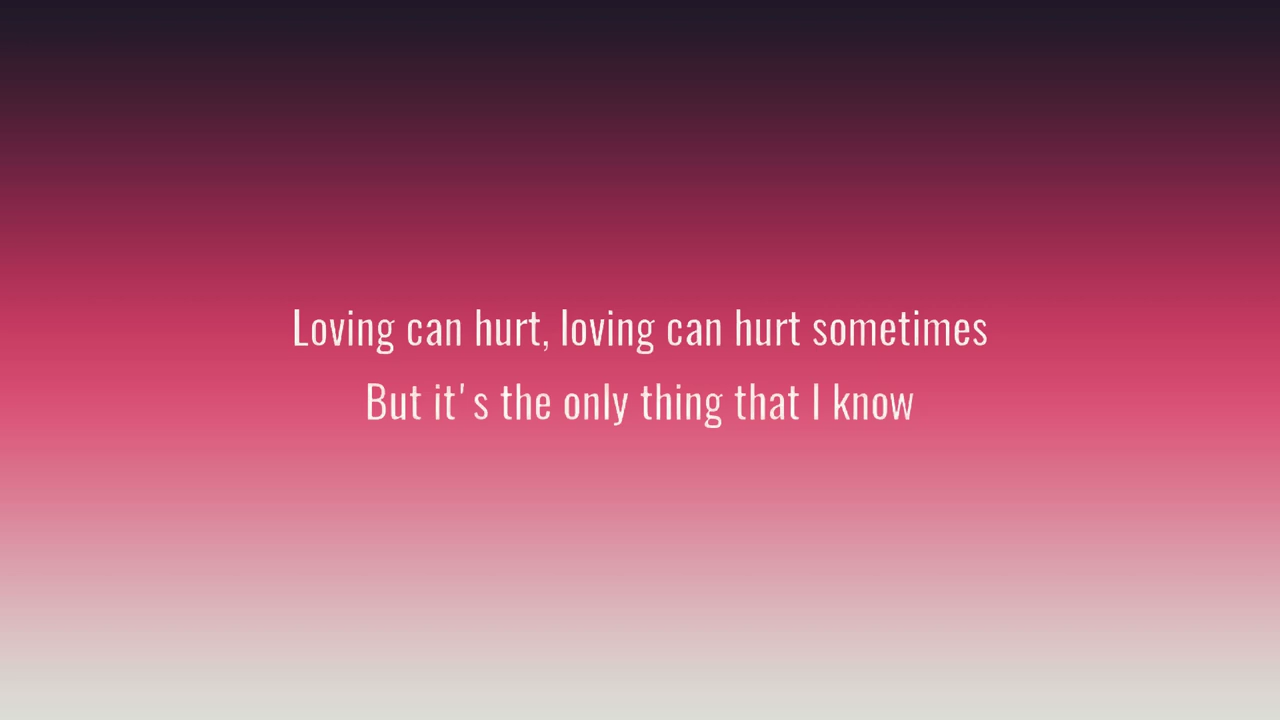 Loving can hurt, loving can hurt sometimes
But it's the only thing that I know